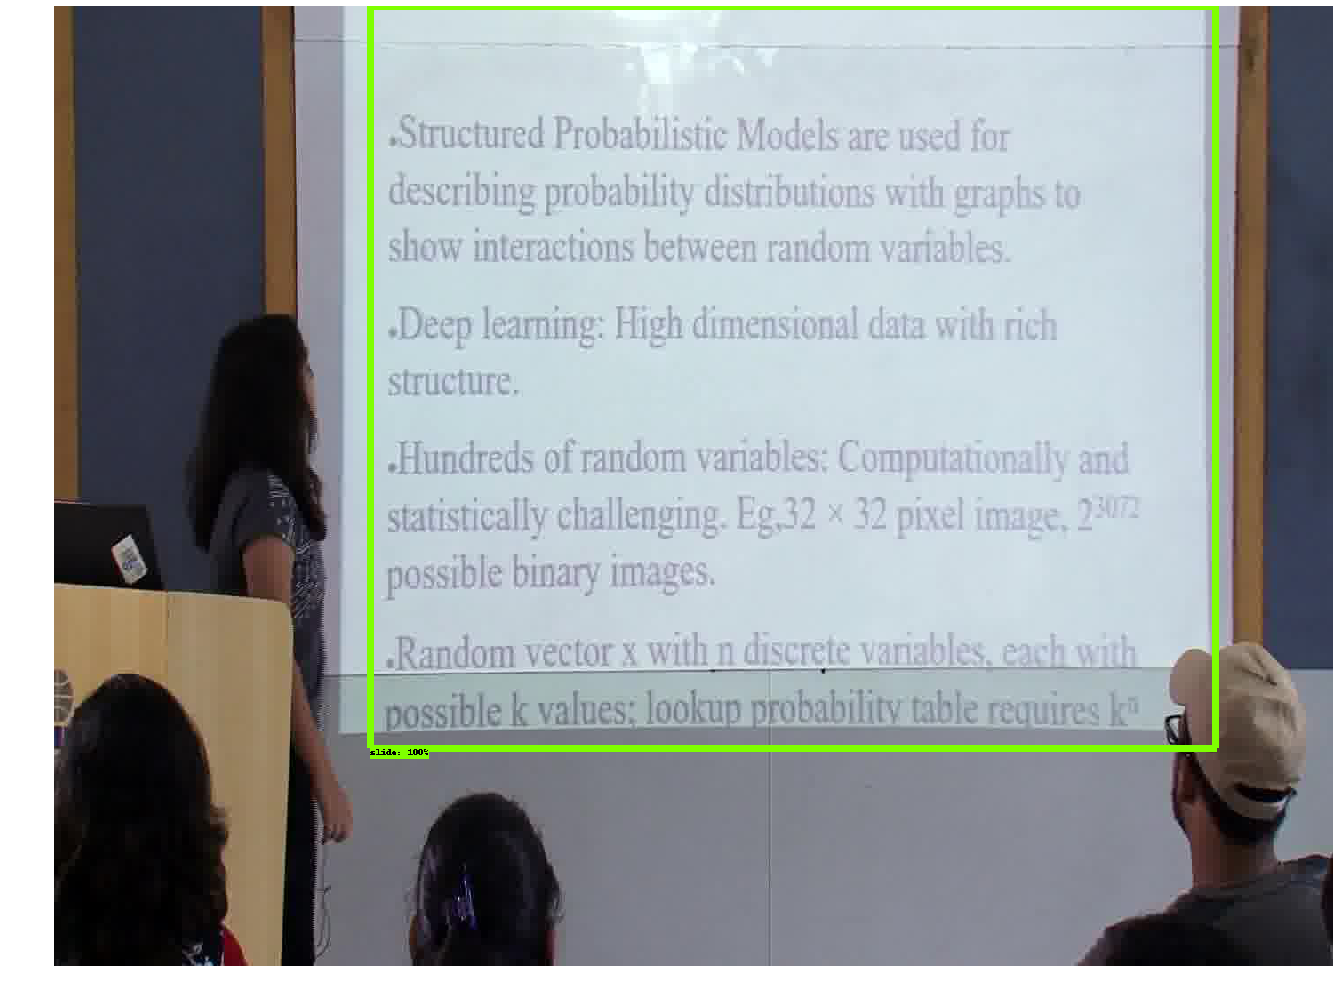 .Structured Probabilistic Models are used for
describing probability distributions with graphs to
show interactions between random variables.
.Deep learning: High dimensional data with rich
structure.
.Hundreds of random variables: Computationally and
statistically challenging. Eg,32 × 32 pixel image, 2³⁰⁷²
possible binary images.
.Random vector x with n discrete variables, each with
possible k values; lookup probability table requires kⁿ
slide: 100%